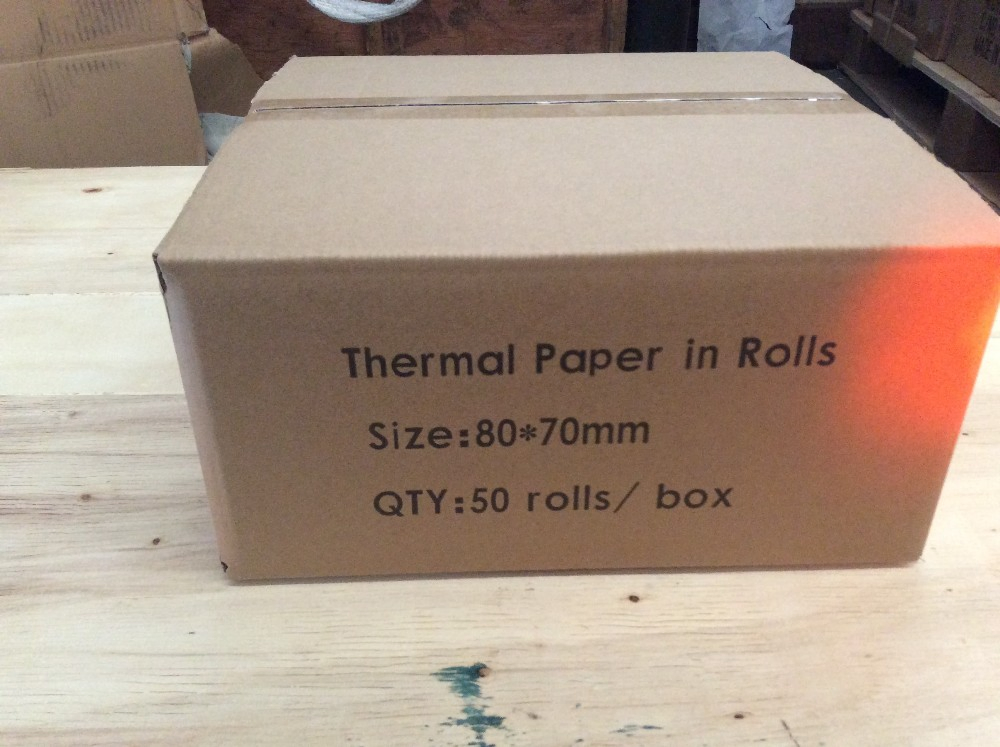 Thermal Paper in Rolls
Size:80*70mm
QTY:50 rolls/ box